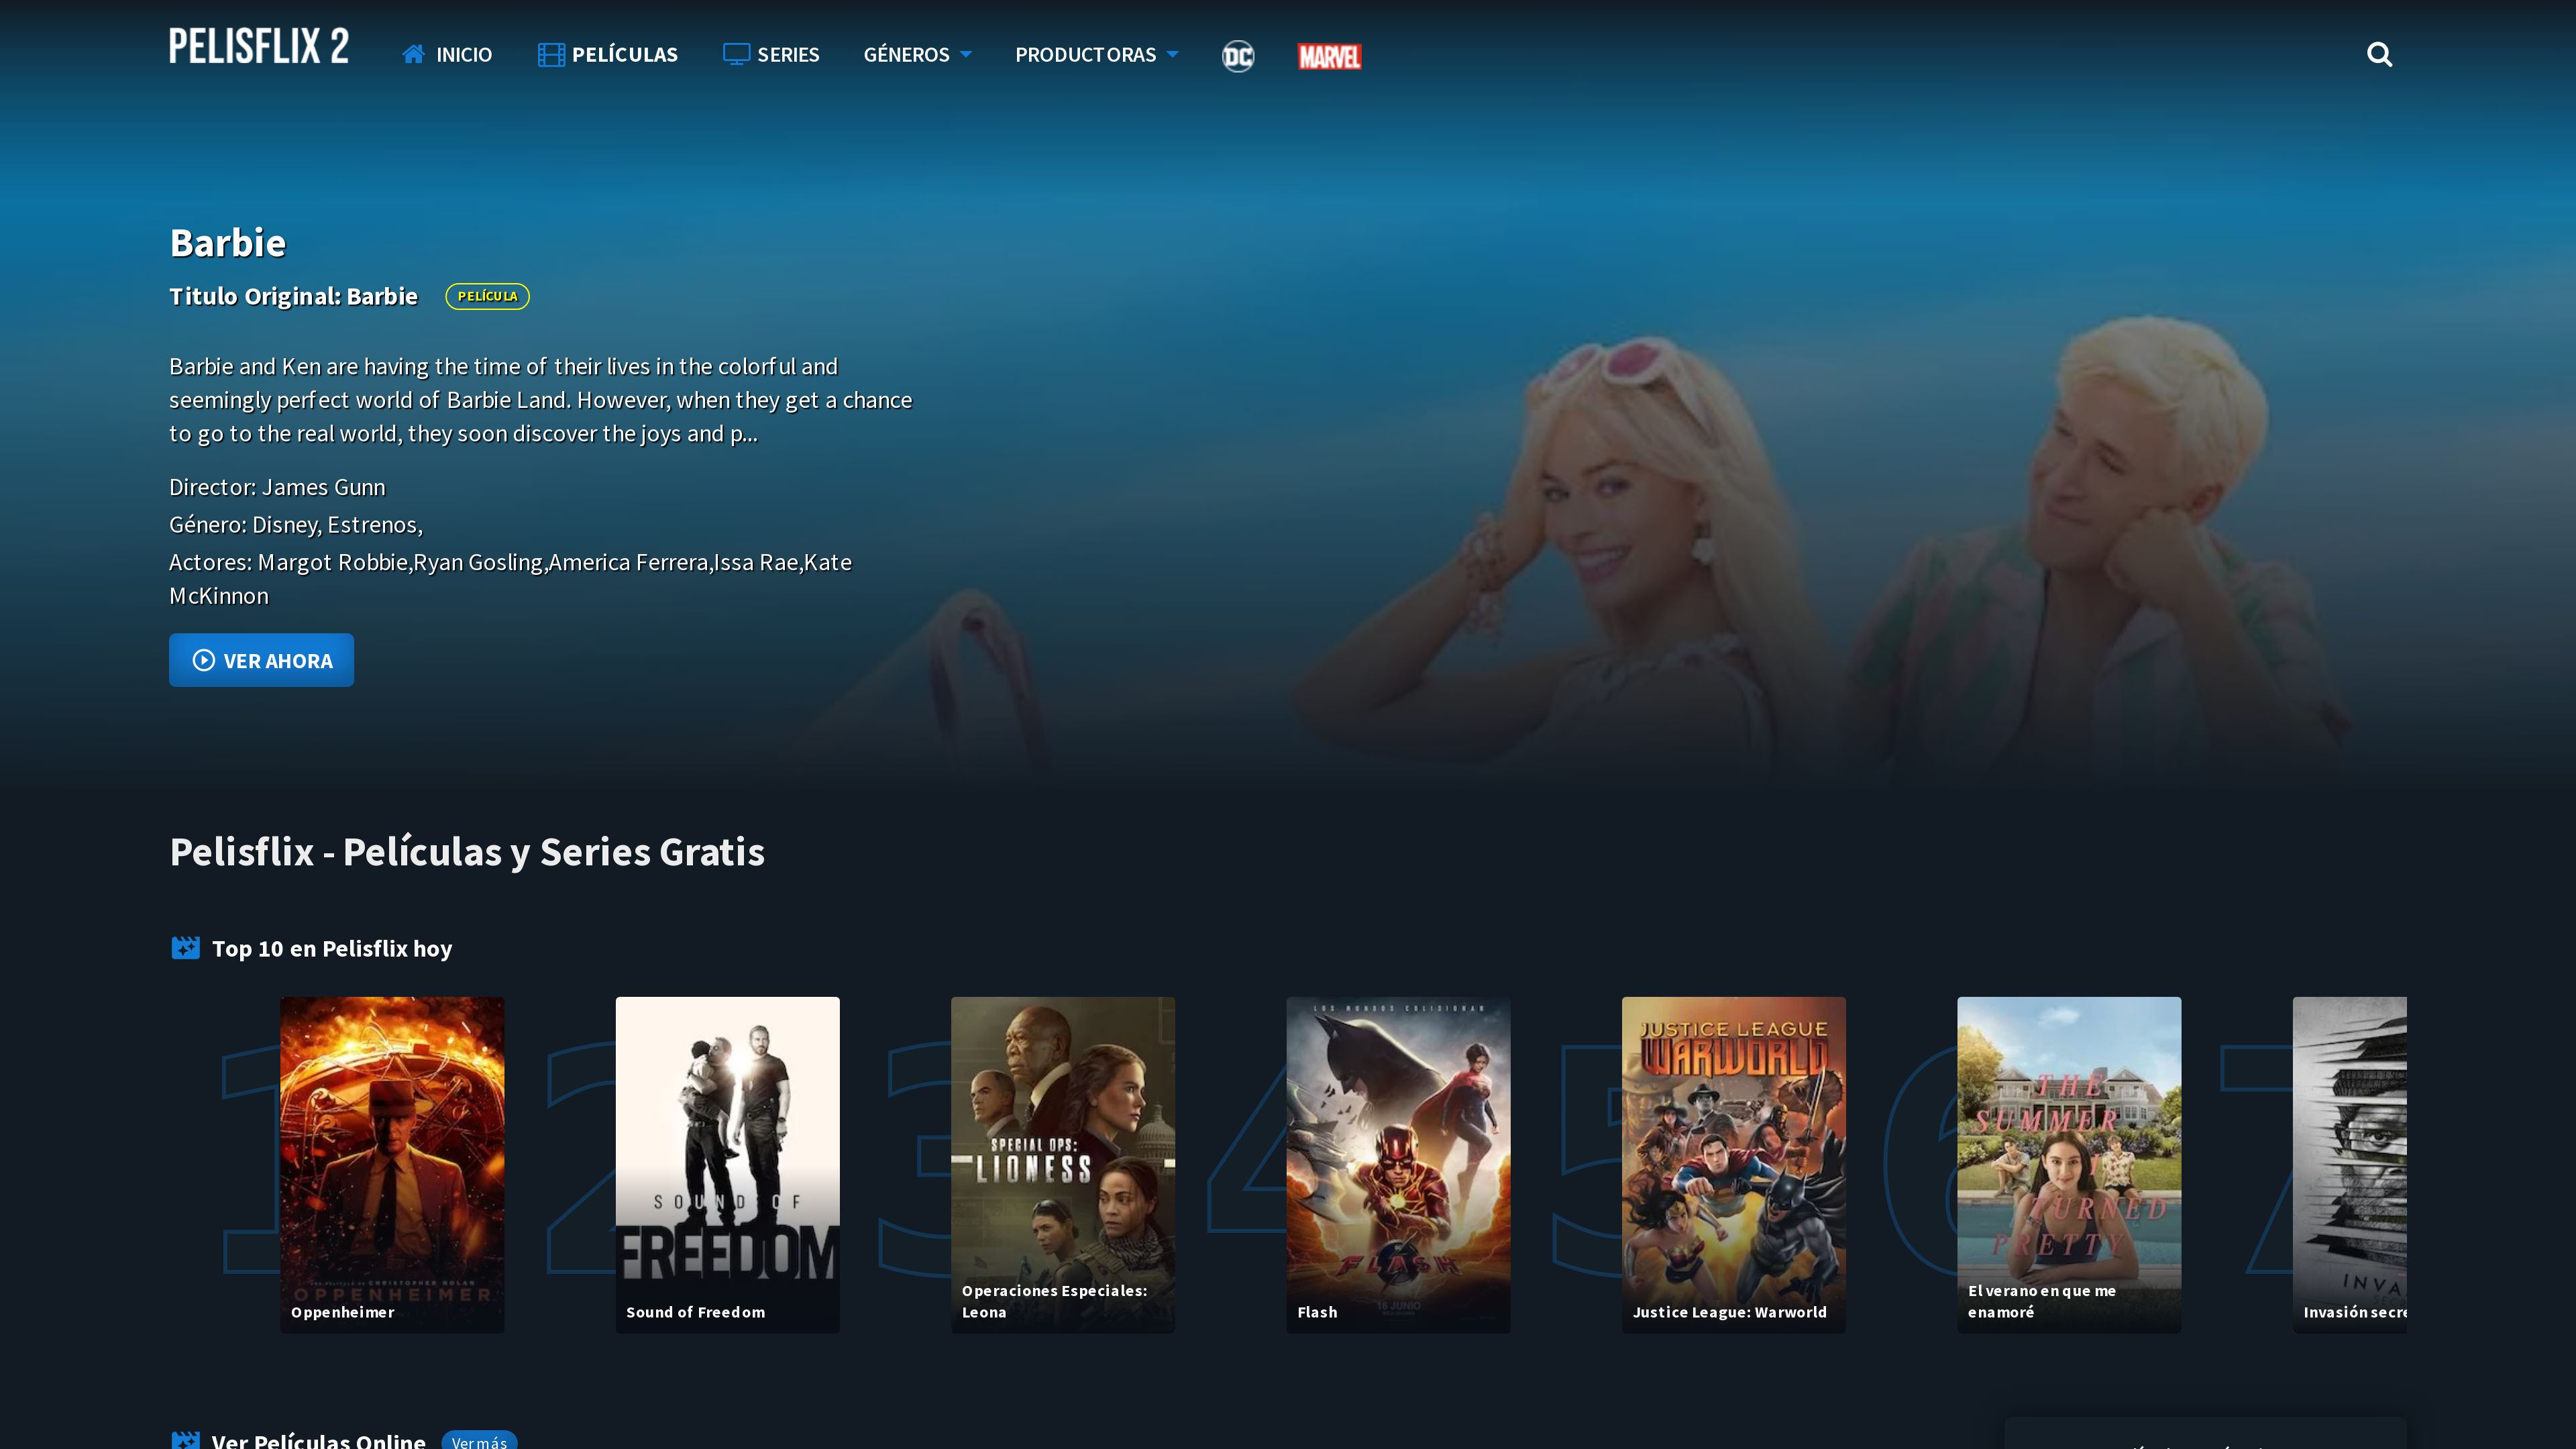 PELISFLIX 2
INICIO
PELÍCULAS
SERIES
GÉNEROS
PRODUCTORAS
DC
MARVEL
Barbie
Titulo Original: Barbie
PELÍCULA
Barbie and Ken are having the time of their lives in the colorful and
seemingly perfect world of Barbie Land. However, when they get a chance
to go to the real world, they soon discover the joys and p...
Director: James Gunn
Género: Disney, Estrenos,
Actores: Margot Robbie,Ryan Gosling,America Ferrera,Issa Rae,Kate
McKinnon
VER AHORA
Pelisflix - Películas y Series Gratis
Top 10 en Pelisflix hoy
1
OPPENHEIMER
Oppenheimer
2
SOUND OF
FREEDOM
Sound of Freedom
3
SPECIAL OPS:
LIONESS
Operaciones Especiales:
Leona
4
LOS MUNDOS COLISIONAN
FLASH
16 JUNIO
Flash
5
JUSTICE LEAGUE
WARWORLD
Justice League: Warworld
6
THE
SUMMER
I
TURNED
PRETTY
El verano en que me
enamoré
7
INVA
Invasión secre
Ver Películas Online
Ver más